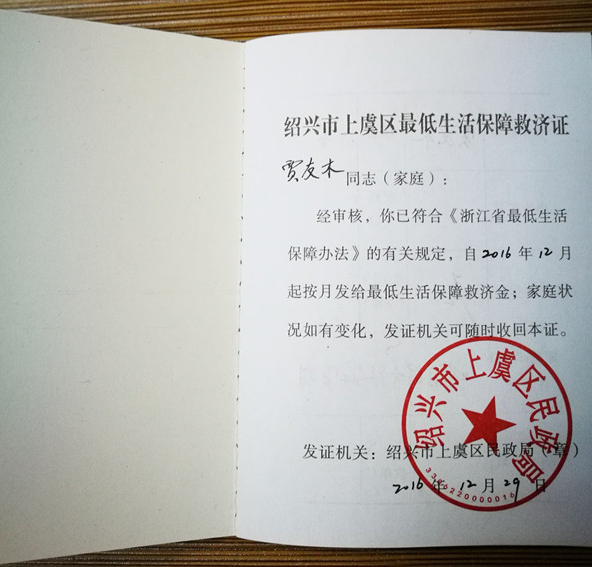 绍兴市上虞区最低生活保障救济证
贾友木同志（家庭）：
经审核，你已符合《浙江省最低生活
保障办法》的有关规定，自2016年12月
起按月发给最低生活保障救济金；家庭状
况如有变化，发证机关可随时收回本证。
绍兴市上虞区民政局
发证机关：绍兴市上虞区民政局（章）
2016年12月29日